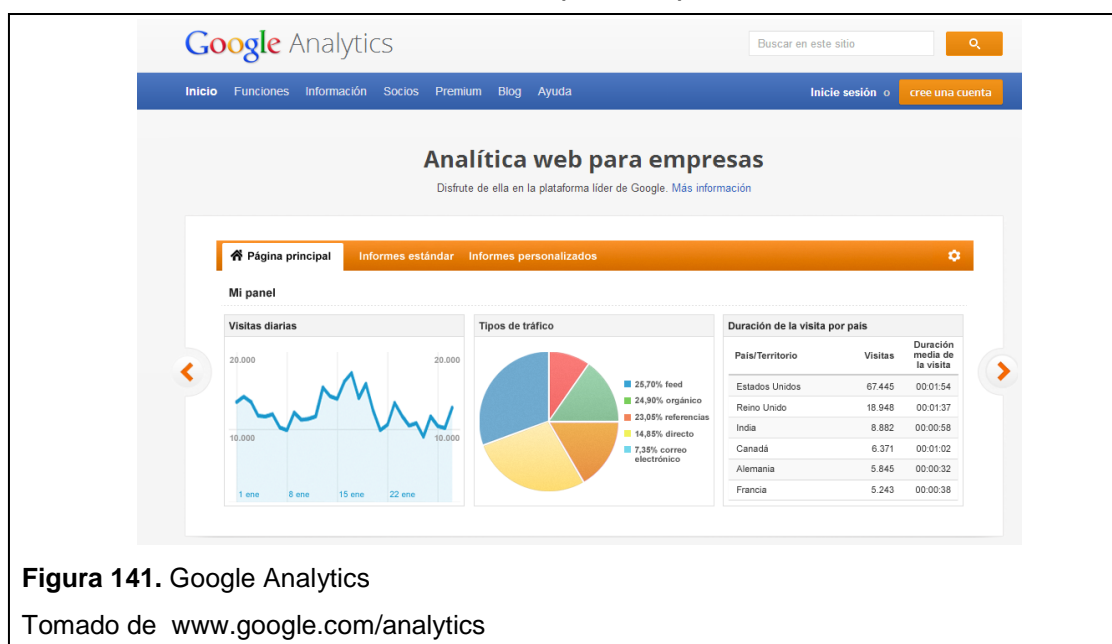 Google Analytics
Buscar en este sitio
Inicio Funciones Información Socios Premium Blog Ayuda
Inicie sesión o cree una cuenta
Analítica web para empresas
Disfrute de ella en la plataforma líder de Google. Más información
Página principal Informes estándar Informes personalizados
Mi panel
Visitas diarias
20.000 20.000
10.000 10.000
1 ene 8 ene 15 ene 22 ene
Tipos de tráfico
25,70% feed
24,90% orgánico
23,05% referencias
14,85% directo
7,35% correo
electrónico
Duración de la visita por país
País/Territorio Visitas Duración
media de
la visita
Estados Unidos 67.445 00:01:54
Reino Unido 18.948 00:01:37
India 8.882 00:00:58
Canadá 6.371 00:01:02
Alemania 5.845 00:00:32
Francia 5.243 00:00:38
Figura 141. Google Analytics
Tomado de www.google.com/analytics